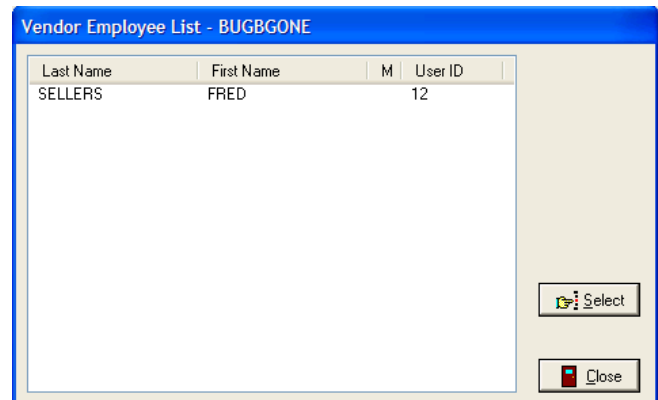 Vendor Employee List - BUGBGONE
Last Name First Name M User ID
SELLERS FRED 12
Select
Close